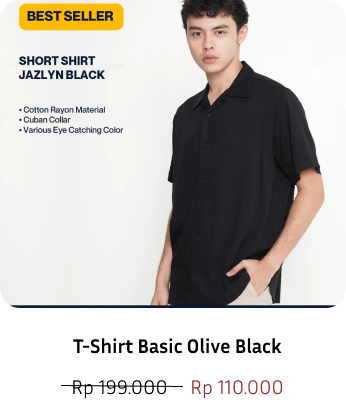 BEST SELLER
SHORT SHIRT
JAZLYN BLACK
• Cotton Rayon Material
• Cuban Collar
• Various Eye Catching Color
T-Shirt Basic Olive Black
Rp 199.000 Rp 110.000